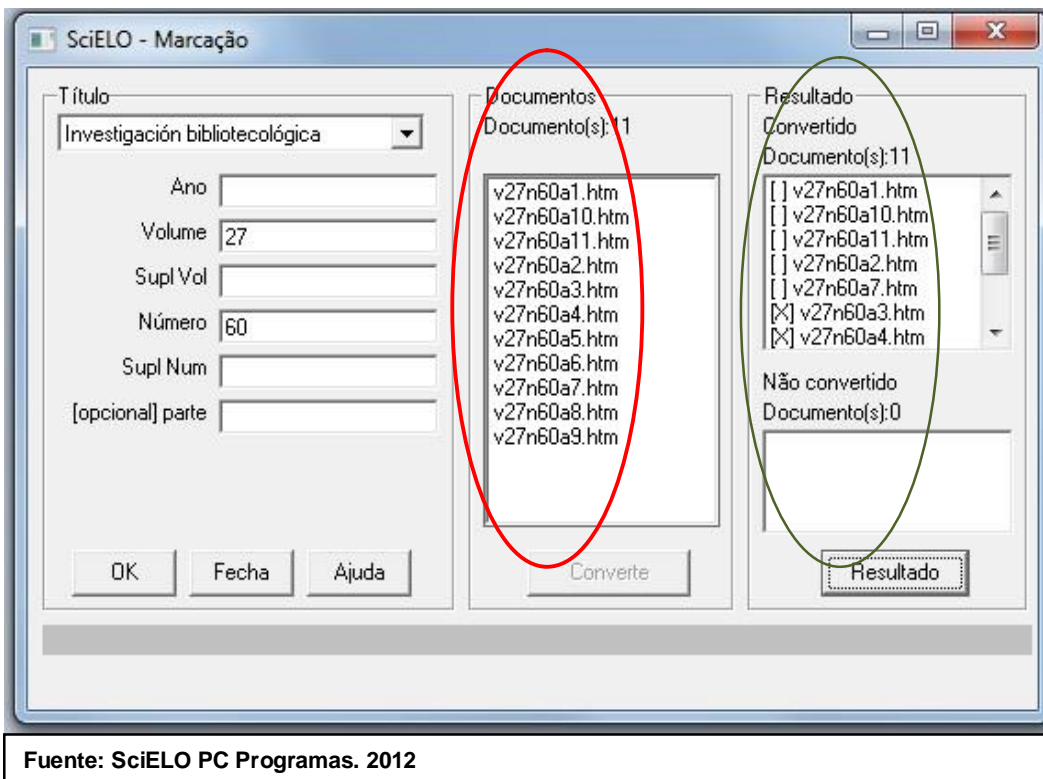 SciELO - Marcação
Título
Investigación bibliotecológica
Ano
Volume 27
Supl Vol
Número 60
Supl Num
[opcional] parte
OK Fecha Ajuda
Documentos
Documento(s):11
v27n60a1.htm
v27n60a10.htm
v27n60a11.htm
v27n60a2.htm
v27n60a3.htm
v27n60a4.htm
v27n60a5.htm
v27n60a6.htm
v27n60a7.htm
v27n60a8.htm
v27n60a9.htm
Converte
Resultado
Convertido
Documento(s):11
[ ] v27n60a1.htm
[ ] v27n60a10.htm
[ ] v27n60a11.htm
[ ] v27n60a2.htm
[ ] v27n60a7.htm
[X] v27n60a3.htm
[X] v27n60a4.htm
Não convertido
Documento(s):0
Resultado
Fuente: SciELO PC Programas. 2012